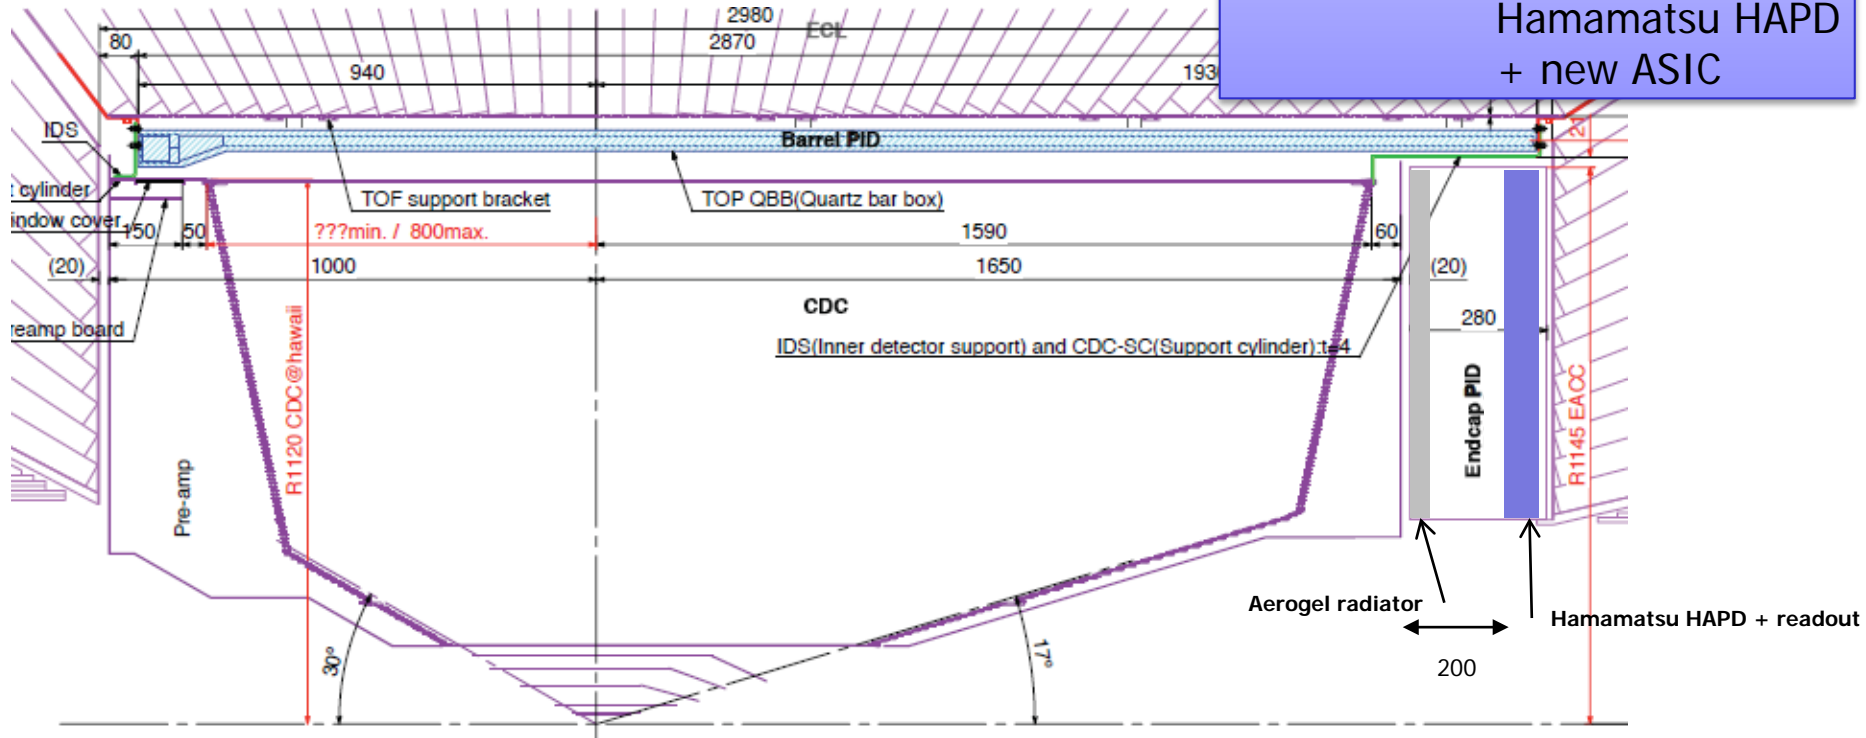 Hamamatsu HAPD
+ new ASIC
2980
ECL
80
2870
940
193
IDS
Barrel PID
21
t cylinder
TOF support bracket
TOP QBB(Quartz bar box)
indow cover
150
50
???min. / 800max.
1590
60
(20)
1000
1650
(20)
CDC
reamp board
280
IDS(Inner detector support) and CDC-SC(Support cylinder):t=4
R1120 CDC@hawaii
Endcap PID
R1145 EACC
Pre-amp
Aerogel radiator
Hamamatsu HAPD + readout
30°
17°
200